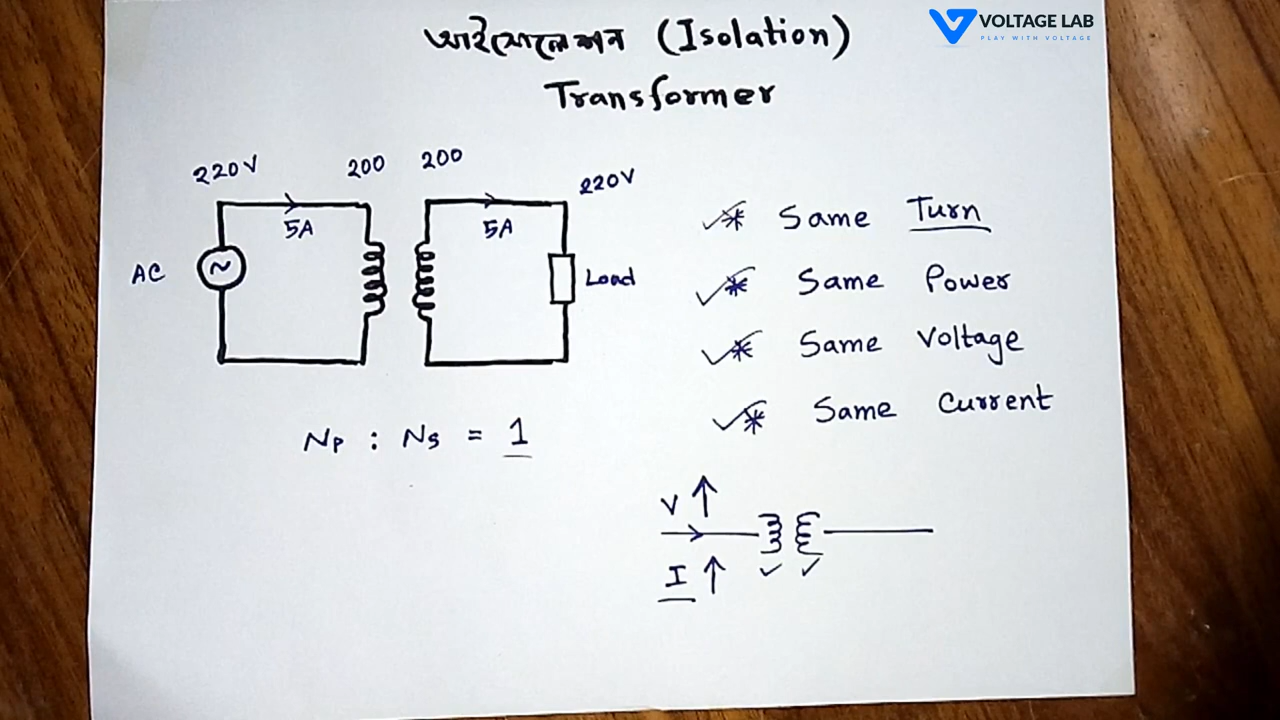 আইসোলেশন (Isolation)
Transformer
VOLTAGE LAB
PLAY WITH VOLTAGE
220V 200 200 220V
5A 5A
AC ~ Load
Np : Ns = 1
* Same Turn
* Same Power
* Same Voltage
* Same Current
V ↑
I ↑